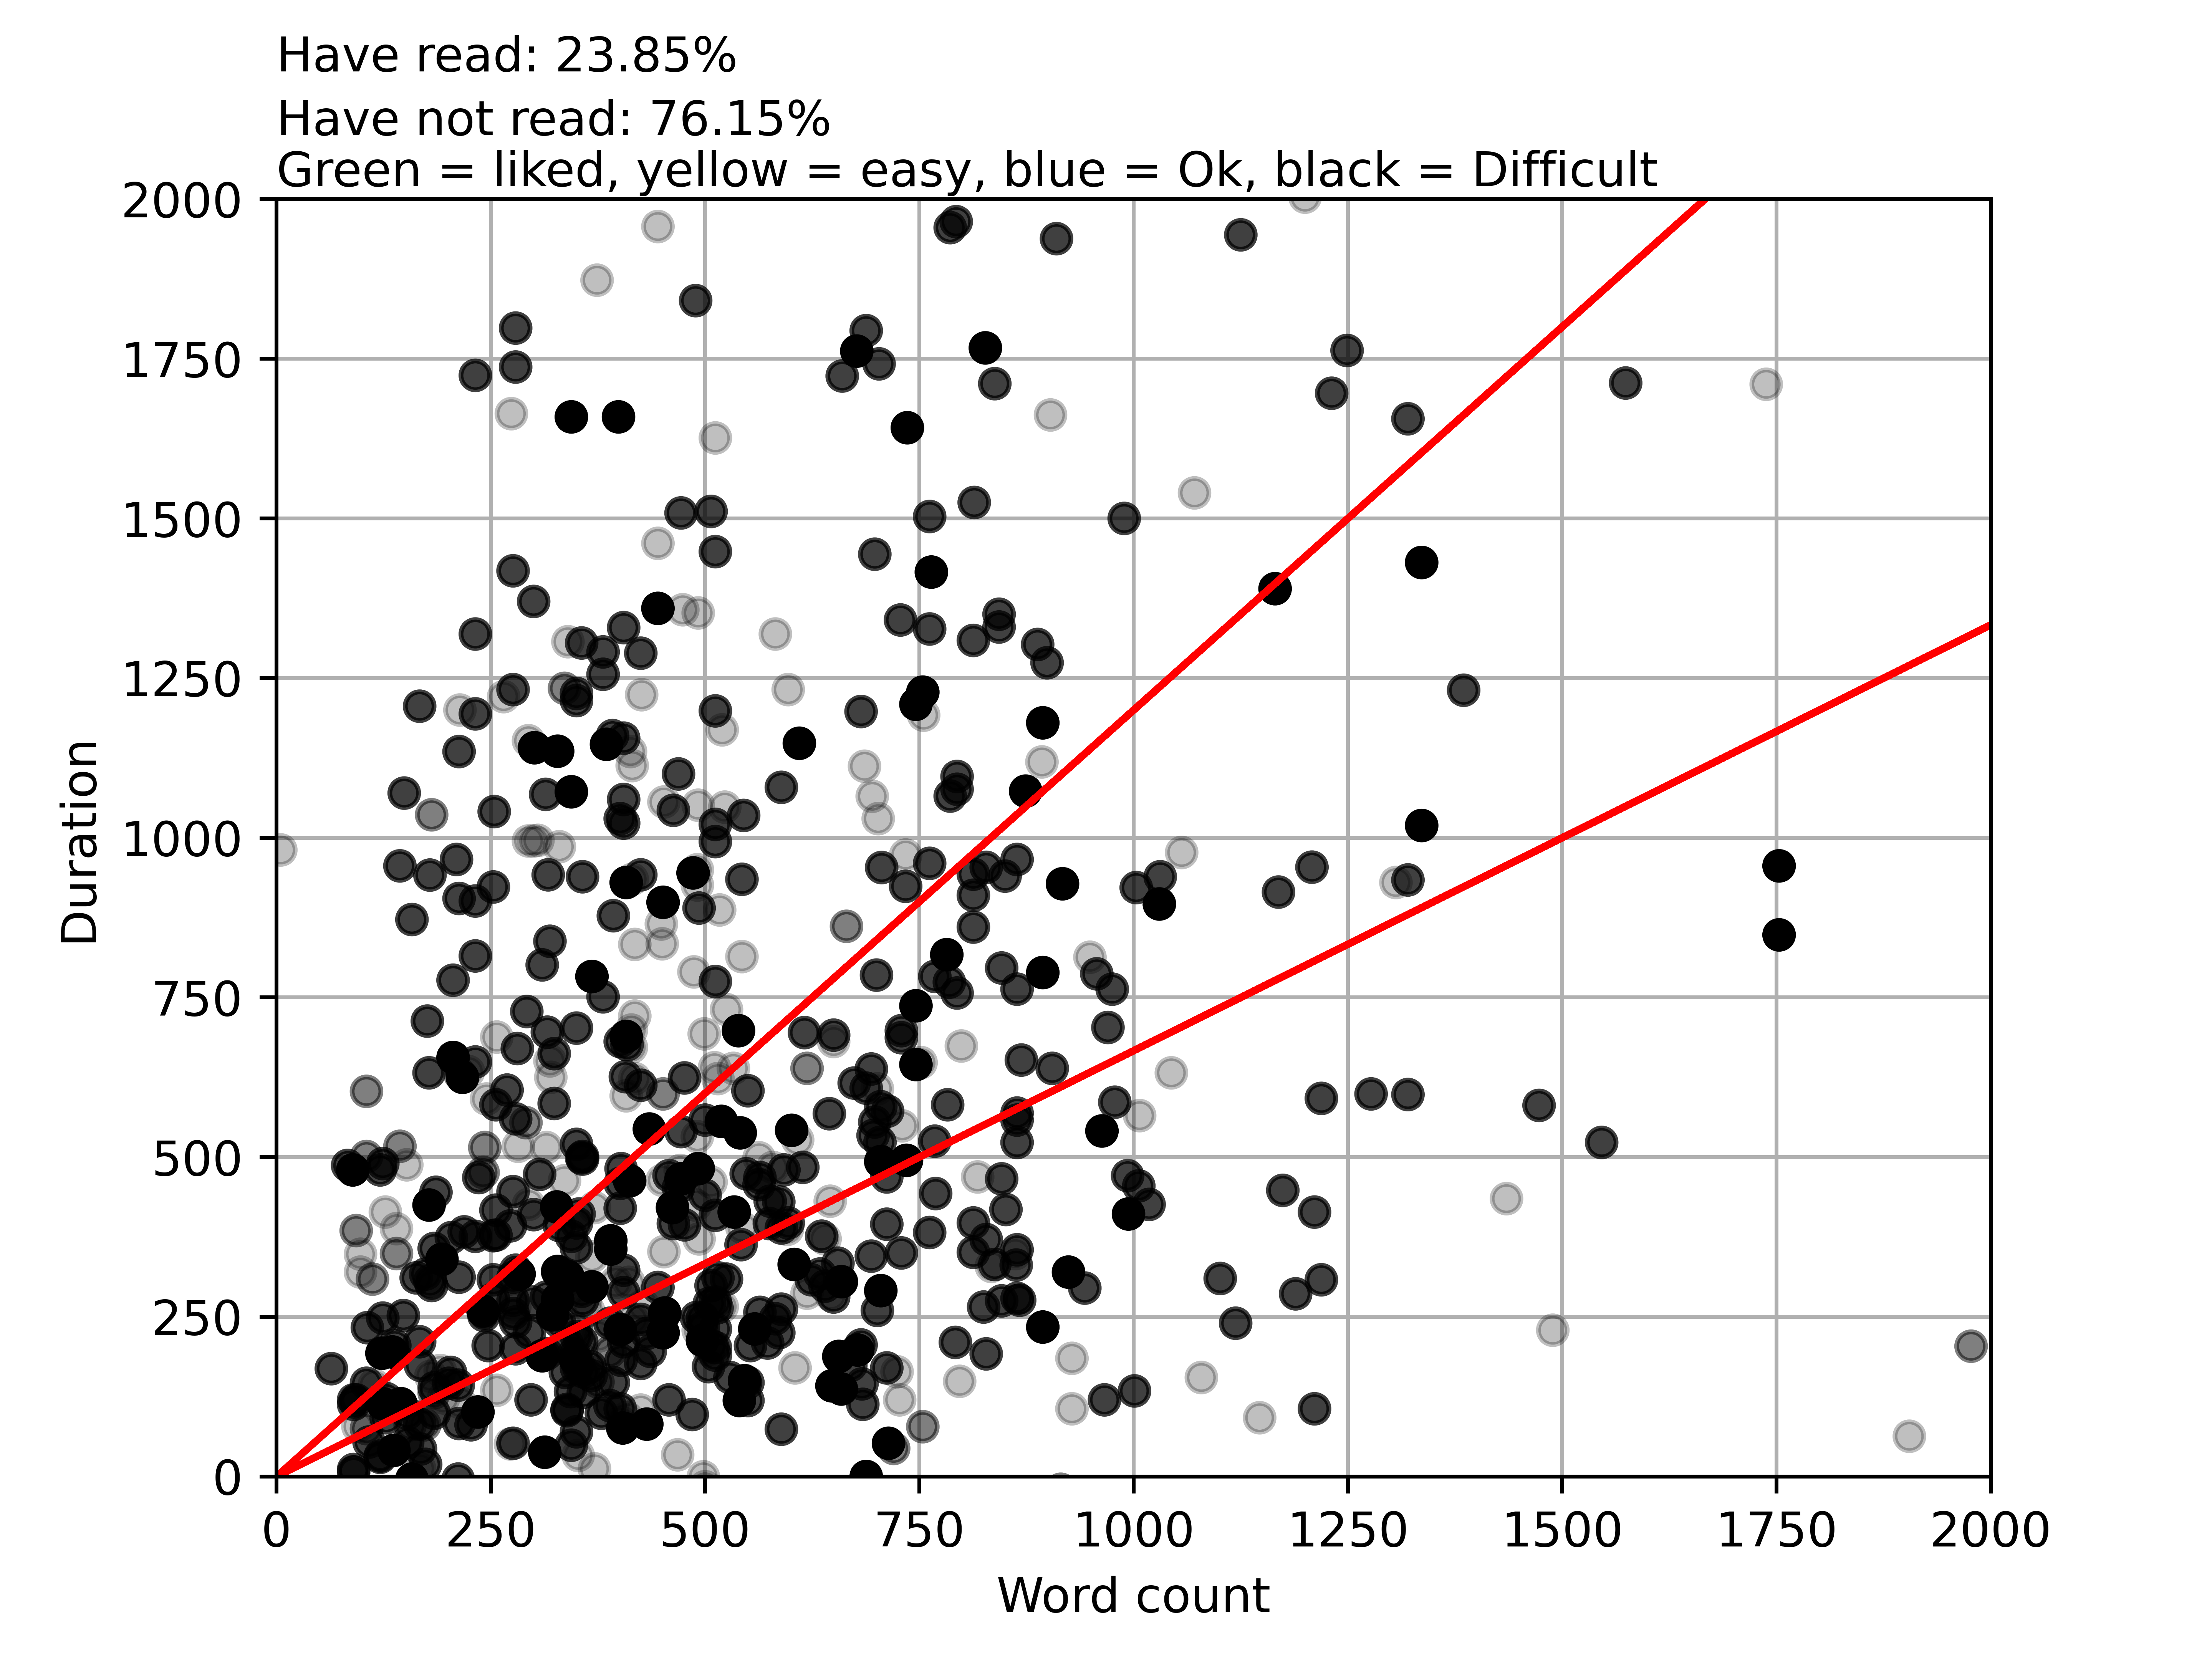 Have read: 23.85%
Have not read: 76.15%
Green = liked, yellow = easy, blue = Ok, black = Difficult
2000
1750
1500
1250
1000
750
500
250
0
Duration
0 250 500 750 1000 1250 1500 1750 2000
Word count